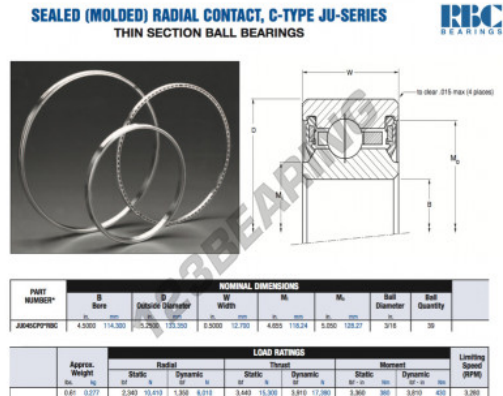 SEALED (MOLDED) RADIAL CONTACT, C-TYPE JU-SERIES
THIN SECTION BALL BEARINGS
RBC
BEARINGS
W
to clear .015 max (4 places)
D
B
123BEARING
PART NUMBER*
NOMINAL DIMENSIONS
B Bore
D Outside Diameter
W Width
Ball Diameter
Ball Quantity
in. mm in. mm in. mm in. mm in. mm in.
JU045CP0*RBC 4.5000 114.300 5.2500 133.350 0.5000 12.700 4.655 118.24 5.050 128.27 3/16 39
Approx. Weight
LOAD RATINGS
Limiting Speed (RPM)
Radial Thrust Moment
Static Dynamic Static Dynamic Static Dynamic
lbs. kg lbf N lbf N lbf N lbf N lbf - in Nm lbf - in Nm
0.61 0.277 2,340 10,410 1,350 6,010 3,440 15,300 3,910 17,390 3,360 380 3,810 430 3,280